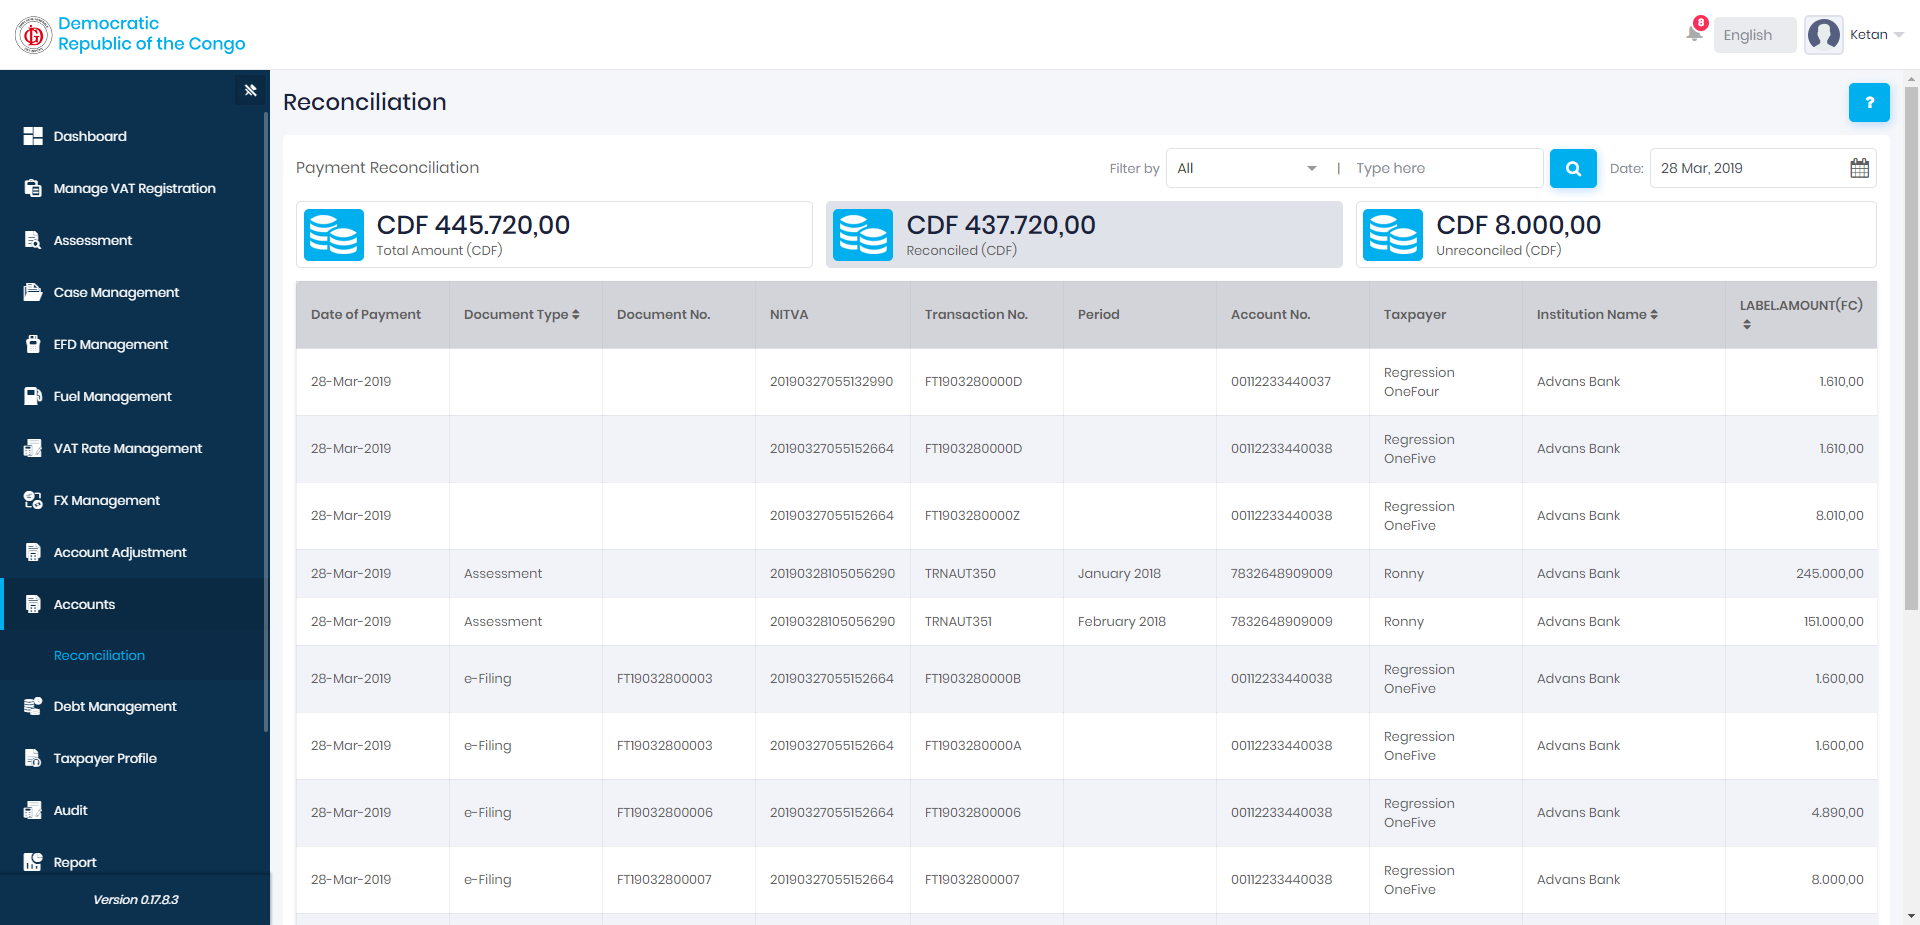 Democratic
Republic of the Congo
8
English
Ketan
Dashboard
Manage VAT Registration
Assessment
Case Management
EFD Management
Fuel Management
VAT Rate Management
FX Management
Account Adjustment
Accounts
Reconciliation
Debt Management
Taxpayer Profile
Audit
Report
Version 0.17.8.3
Reconciliation
?
Payment Reconciliation
Filter by All | Type here Date: 28 Mar, 2019
CDF 445.720,00
Total Amount (CDF)
CDF 437.720,00
Reconciled (CDF)
CDF 8.000,00
Unreconciled (CDF)
Date of Payment Document Type Document No. NITVA Transaction No. Period Account No. Taxpayer Institution Name LABEL.AMOUNT(FC)
28-Mar-2019 20190327055132990 FT1903280000D 00112233440037 Regression OneFour Advans Bank 1.610,00
28-Mar-2019 20190327055152664 FT1903280000D 00112233440038 Regression OneFive Advans Bank 1.610,00
28-Mar-2019 20190327055152664 FT1903280000Z 00112233440038 Regression OneFive Advans Bank 8.010,00
28-Mar-2019 Assessment 20190328105056290 TRNAUT350 January 2018 7832648909009 Ronny Advans Bank 245.000,00
28-Mar-2019 Assessment 20190328105056290 TRNAUT351 February 2018 7832648909009 Ronny Advans Bank 151.000,00
28-Mar-2019 e-Filing FT19032800003 20190327055152664 FT1903280000B 00112233440038 Regression OneFive Advans Bank 1.600,00
28-Mar-2019 e-Filing FT19032800003 20190327055152664 FT1903280000A 00112233440038 Regression OneFive Advans Bank 1.600,00
28-Mar-2019 e-Filing FT19032800006 20190327055152664 FT19032800006 00112233440038 Regression OneFive Advans Bank 4.890,00
28-Mar-2019 e-Filing FT19032800007 20190327055152664 FT19032800007 00112233440038 Regression OneFive Advans Bank 8.000,00